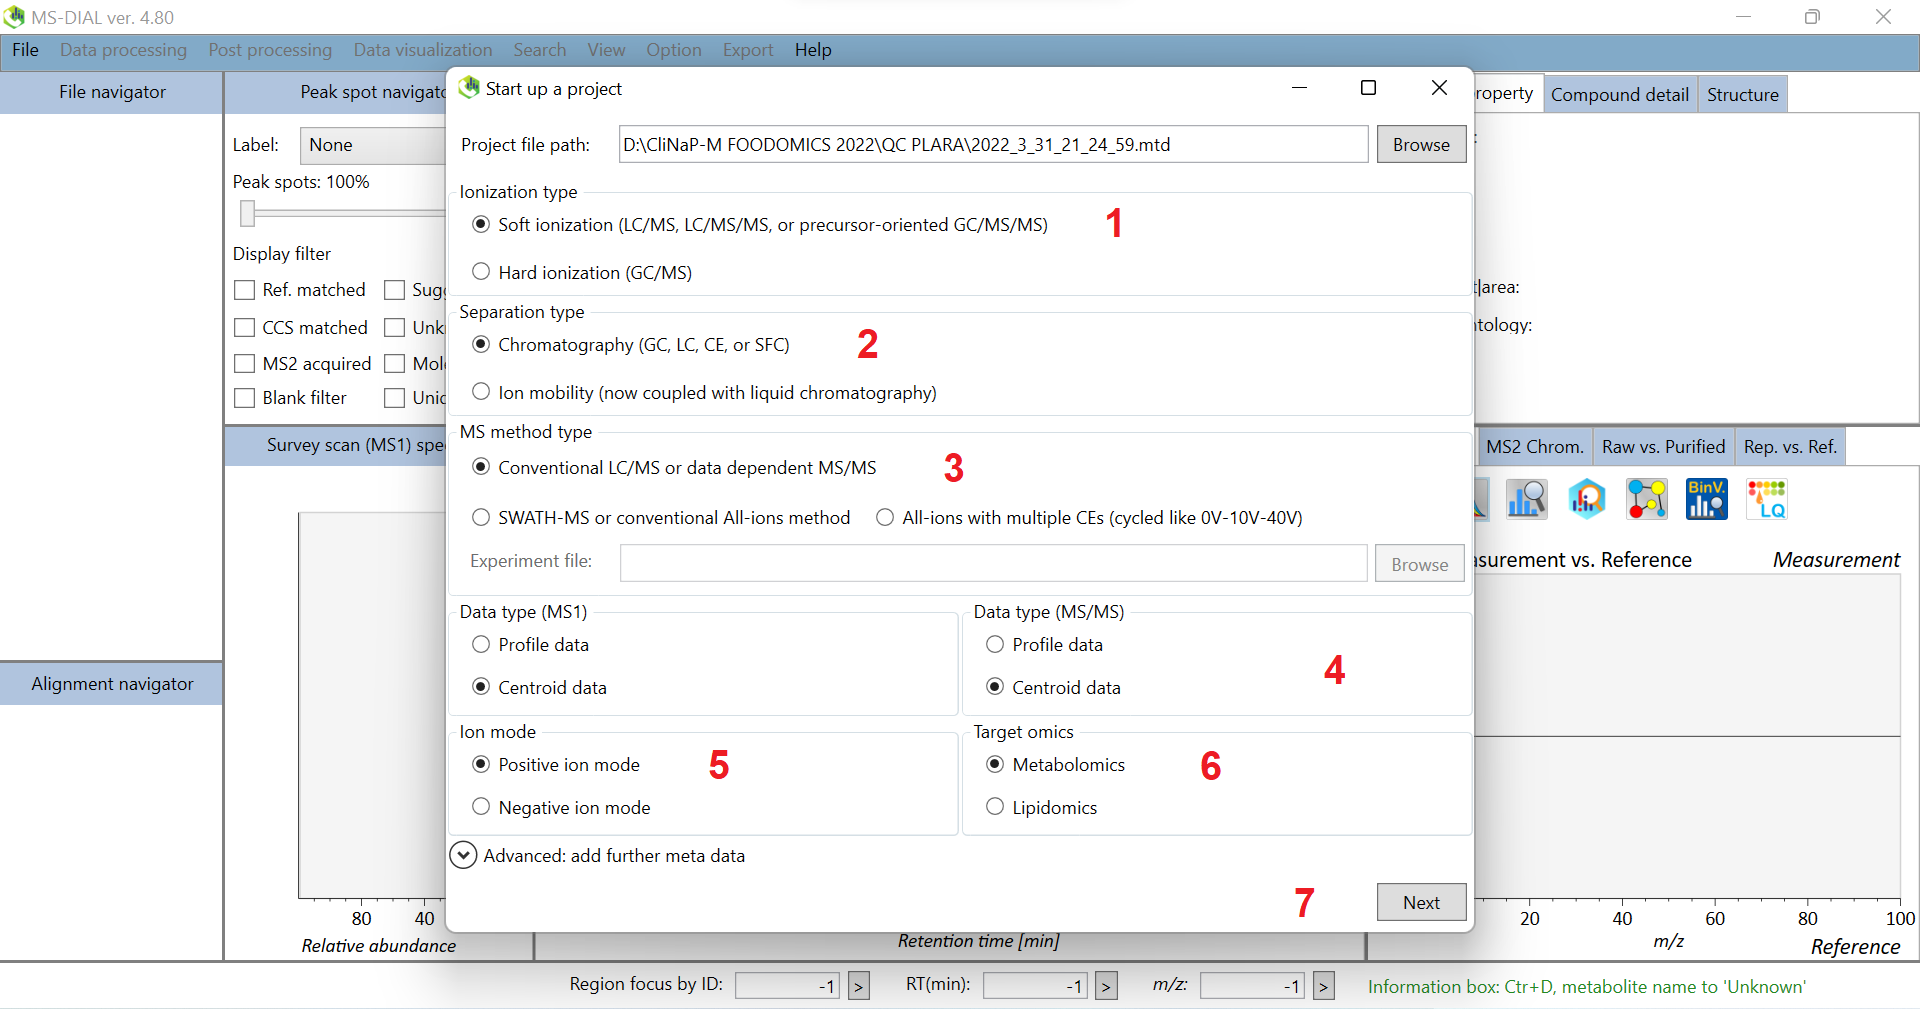 MS-DIAL ver. 4.80
File Data processing Post processing Data visualization Search View Option Export Help
File navigator
Peak spot navigato
Label: None
Peak spots: 100%
Display filter
Ref. matched Sugg
CCS matched Unk
MS2 acquired Mol
Blank filter Uniq
Survey scan (MS1) spe
80 40
Relative abundance
Alignment navigator
Start up a project
Project file path: D:\CliNaP-M FOODOMICS 2022\QC PLARA\2022_3_31_21_24_59.mtd Browse
Ionization type
Soft ionization (LC/MS, LC/MS/MS, or precursor-oriented GC/MS/MS) 1
Hard ionization (GC/MS)
Separation type
Chromatography (GC, LC, CE, or SFC) 2
Ion mobility (now coupled with liquid chromatography)
MS method type
Conventional LC/MS or data dependent MS/MS 3
SWATH-MS or conventional All-ions method All-ions with multiple CEs (cycled like 0V-10V-40V)
Experiment file: Browse
Data type (MS1) Data type (MS/MS)
Profile data Profile data
Centroid data Centroid data 4
Ion mode Target omics
Positive ion mode 5 Metabolomics 6
Negative ion mode Lipidomics
Advanced: add further meta data
7 Next
Retention time [min]
roperty Compound detail Structure
:
t|area:
tology:
MS2 Chrom. Raw vs. Purified Rep. vs. Ref.
BinV.
LQ
surement vs. Reference Measurement
20 40 60 80 100
m/z
Reference
Region focus by ID: -1 > RT(min): -1 > m/z: -1 > Information box: Ctr+D, metabolite name to 'Unknown'